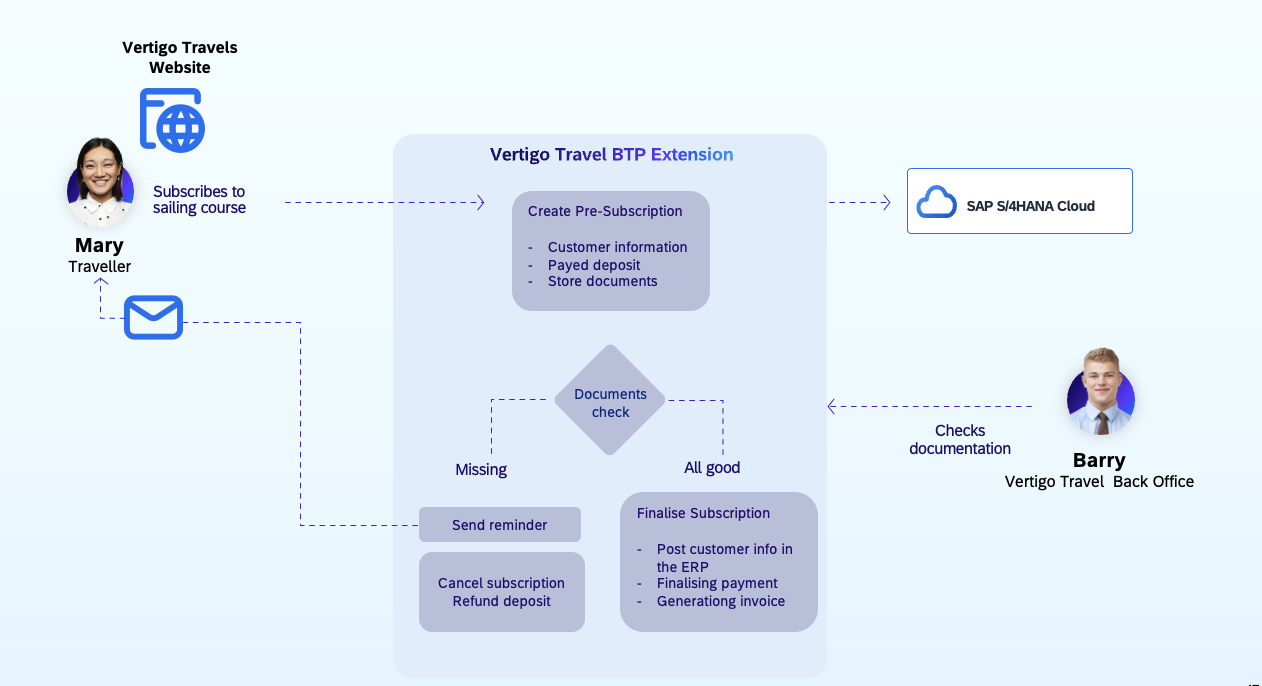 Vertigo Travels
Website
Subscribes to
sailing course
Mary
Traveller
Vertigo Travel BTP Extension
Create Pre-Subscription
- Customer information
- Payed deposit
- Store documents
SAP S/4HANA Cloud
Documents
check
Missing
All good
Checks
documentation
Barry
Vertigo Travel Back Office
Send reminder
Cancel subscription
Refund deposit
Finalise Subscription
- Post customer info in
the ERP
- Finalising payment
- Generationg invoice